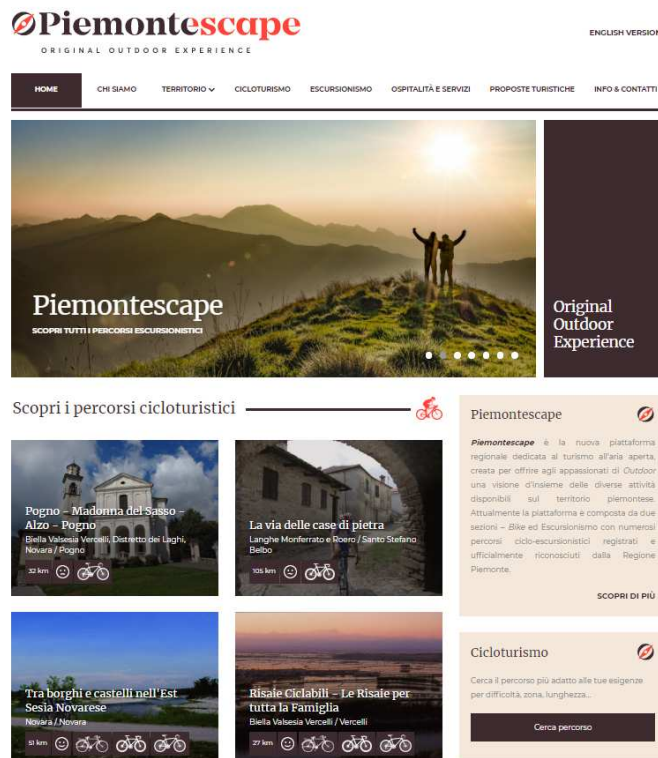 Piemontescape
ORIGINAL OUTDOOR EXPERIENCE
ENGLISH VERSION
HOME CHI SIAMO TERRITORIO CICLOTURISMO ESCURSIONISMO OSPITALITÀ E SERVIZI PROPOSTE TURISTICHE INFO & CONTATTI
Piemontescape
SCOPRI TUTTI I PERCORSI ESCURSIONISTICI
Original
Outdoor
Experience
Scopri i percorsi cicloturistici
Pogno – Madonna del Sasso –
Alzo – Pogno
Biella Valsesia Vercelli, Distretto dei Laghi,
Novara / Pogno
32 km
La via delle case di pietra
Langhe Monferrato e Roero / Santo Stefano
Belbo
105 km
Tra borghi e castelli nell'Est
Sesia Novarese
Novara / Novara
51 km
Risaie Ciclabili – Le Risaie per
tutta la Famiglia
Biella Valsesia Vercelli / Vercelli
27 km
Piemontescape
Piemontescape è la nuova piattaforma
regionale dedicata al turismo all'aria aperta,
creata per offrire agli appassionati di Outdoor
una visione d'insieme delle diverse attività
disponibili sul territorio piemontese.
Attualmente la piattaforma e composta da due
sezioni – Bike ed Escursionismo con numerosi
percorsi ciclo-escursionistici registrati e
ufficialmente riconosciuti dalla Regione
Piemonte.
SCOPRI DI PIÙ
Cicloturismo
Cerca il percorso più adatto alle tue esigenze
per difficoltà, zona, lunghezza...
Cerca percorso